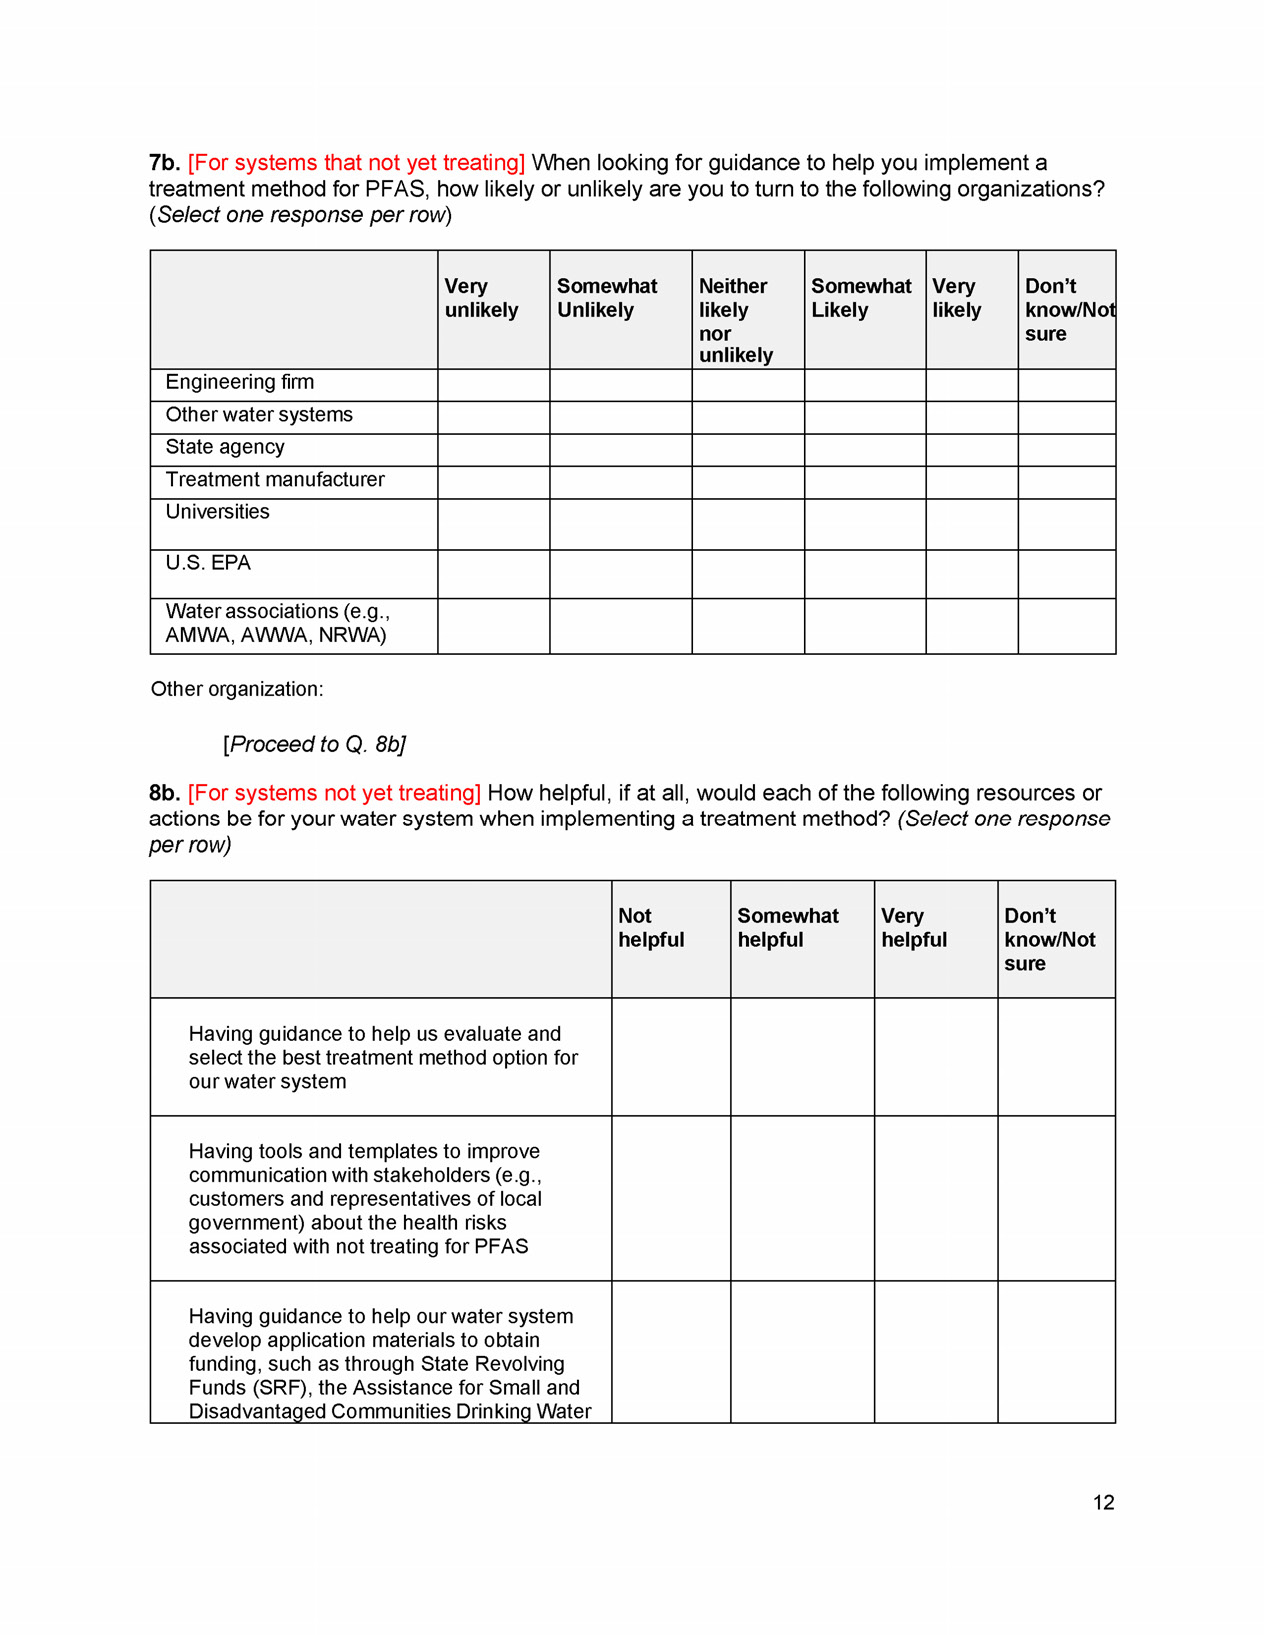 7b. [For systems that not yet treating] When looking for guidance to help you implement a
treatment method for PFAS, how likely or unlikely are you to turn to the following organizations?
(Select one response per row)
Very unlikely
Somewhat Unlikely
Neither likely nor unlikely
Somewhat Likely
Very likely
Don’t know/Not sure
Engineering firm
Other water systems
State agency
Treatment manufacturer
Universities
U.S. EPA
Water associations (e.g.,
AMWA, AWWA, NRWA)
Other organization:
[Proceed to Q. 8b]
8b. [For systems not yet treating] How helpful, if at all, would each of the following resources or
actions be for your water system when implementing a treatment method? (Select one response
per row)
Not helpful
Somewhat helpful
Very helpful
Don’t know/Not sure
Having guidance to help us evaluate and
select the best treatment method option for
our water system
Having tools and templates to improve
communication with stakeholders (e.g.,
customers and representatives of local
government) about the health risks
associated with not treating for PFAS
Having guidance to help our water system
develop application materials to obtain
funding, such as through State Revolving
Funds (SRF), the Assistance for Small and
Disadvantaged Communities Drinking Water
12